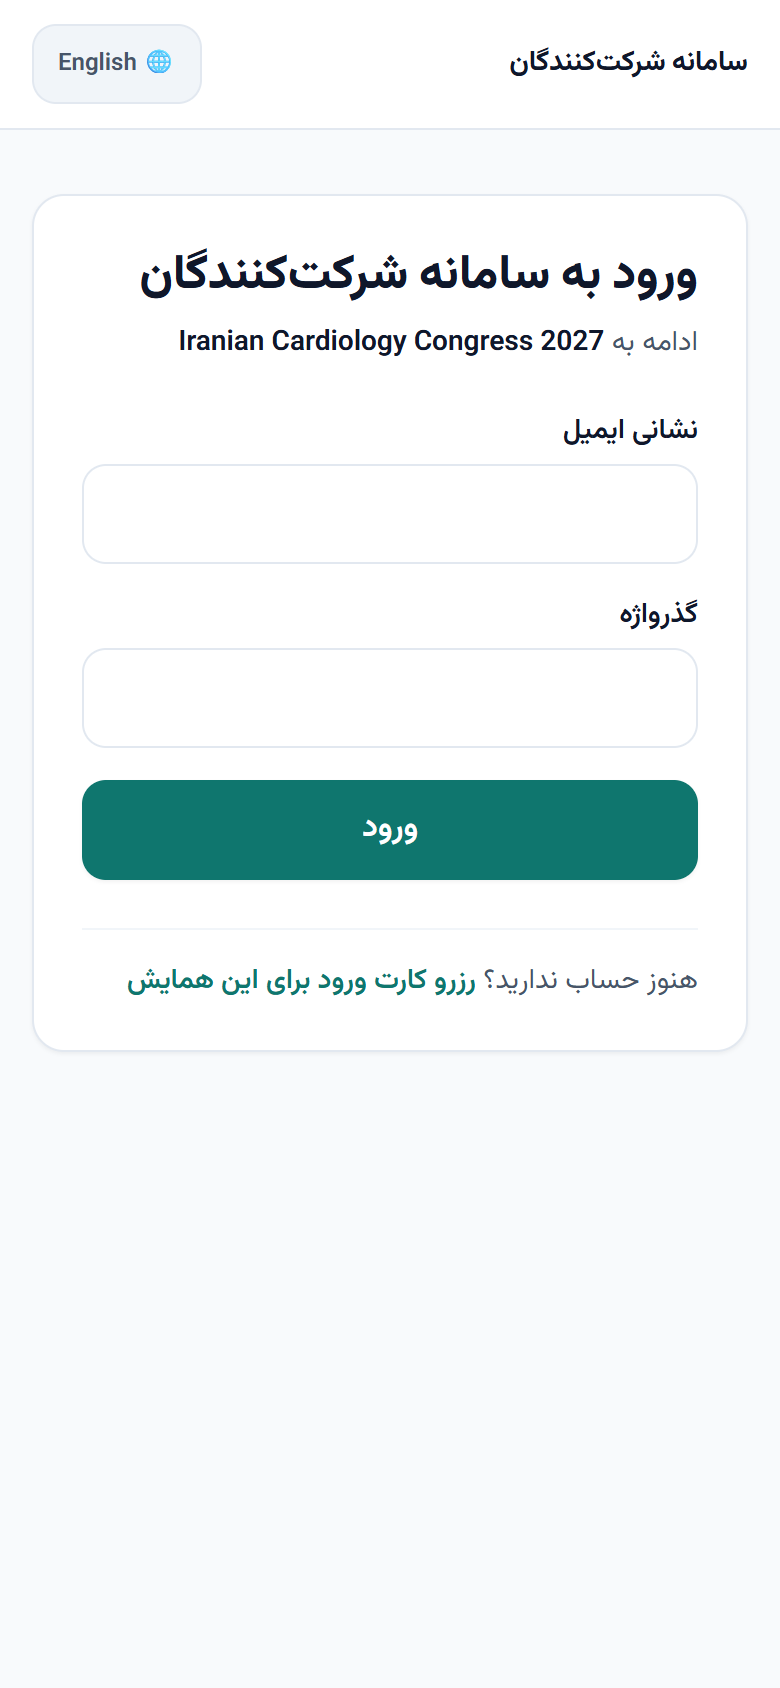 سامانه شرکت‌کنندگان
English
ورود به سامانه شرکت‌کنندگان
ادامه به Iranian Cardiology Congress 2027
نشانی ایمیل
گذرواژه
ورود
هنوز حساب ندارید؟ رزرو کارت ورود برای این همایش